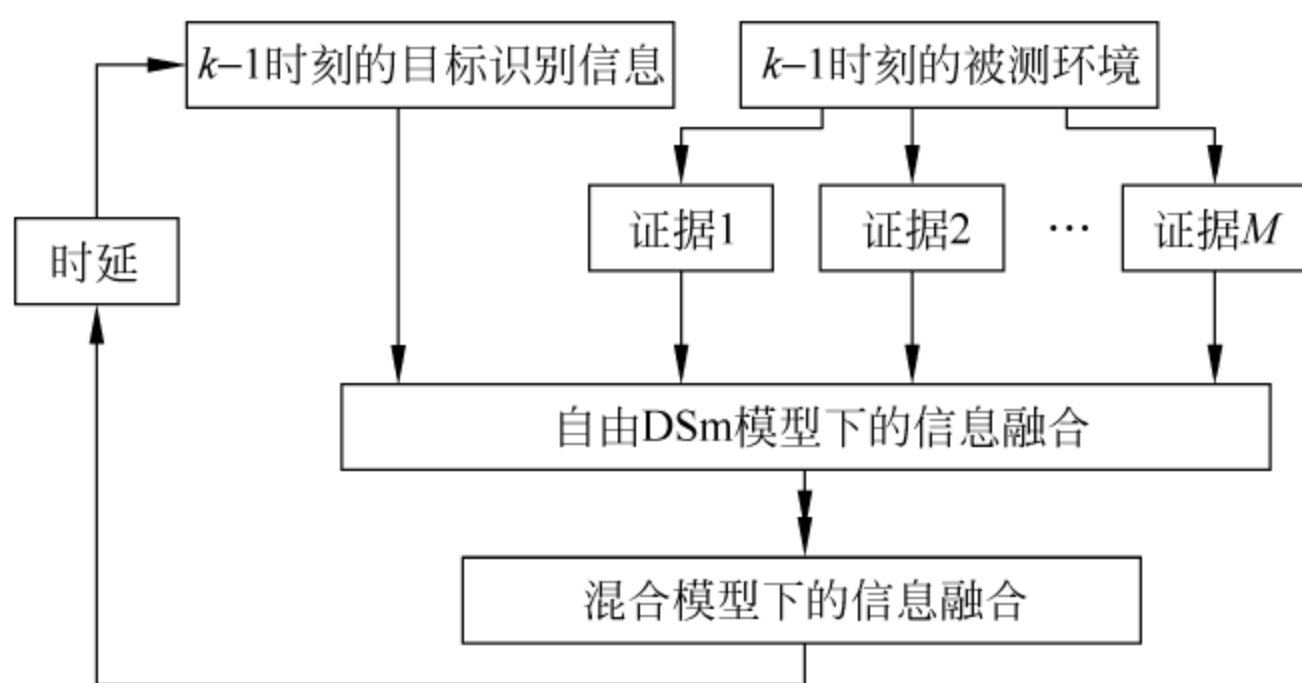 k–1时刻的目标识别信息
k–1时刻的被测环境
证据1
证据2
…
证据M
时延
自由DSm模型下的信息融合
混合模型下的信息融合